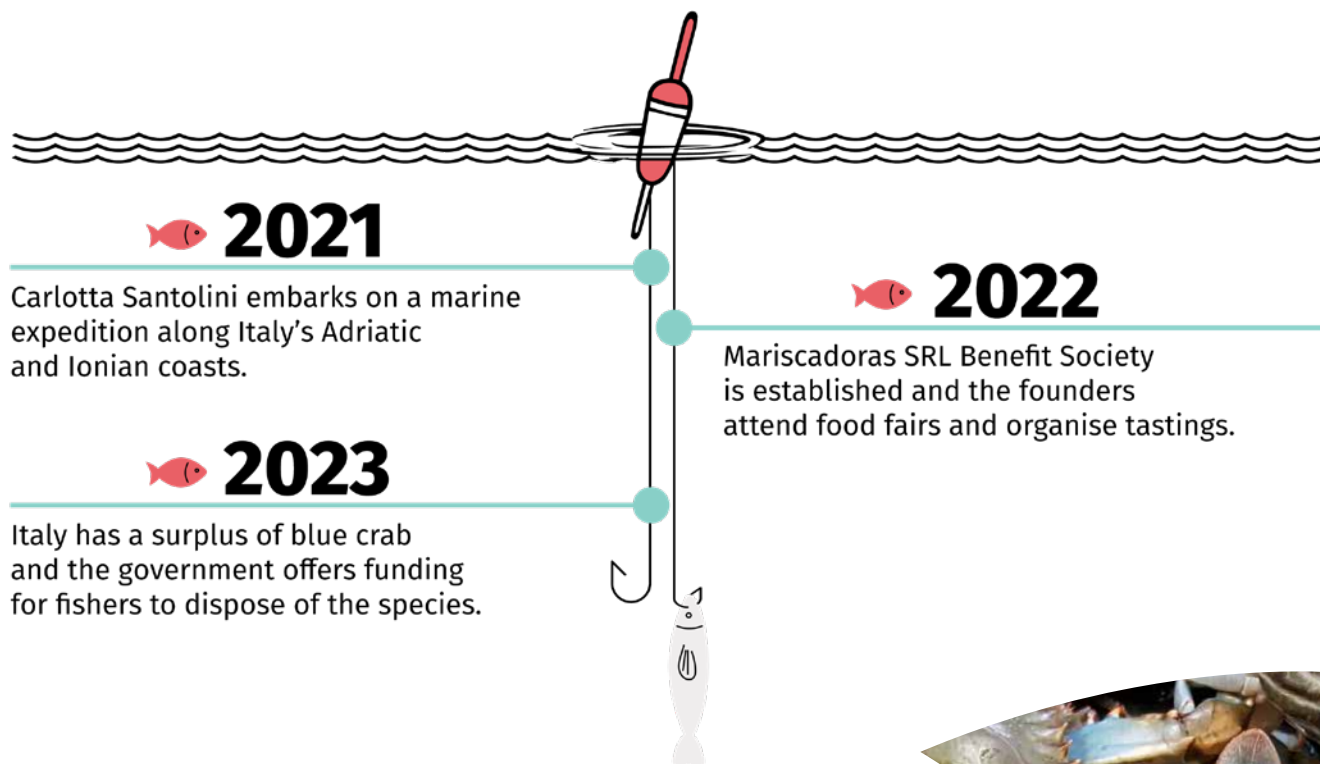 2021
Carlotta Santolini embarks on a marine
expedition along Italy’s Adriatic
and Ionian coasts.
2022
Mariscadoras SRL Benefit Society
is established and the founders
attend food fairs and organise tastings.
2023
Italy has a surplus of blue crab
and the government offers funding
for fishers to dispose of the species.